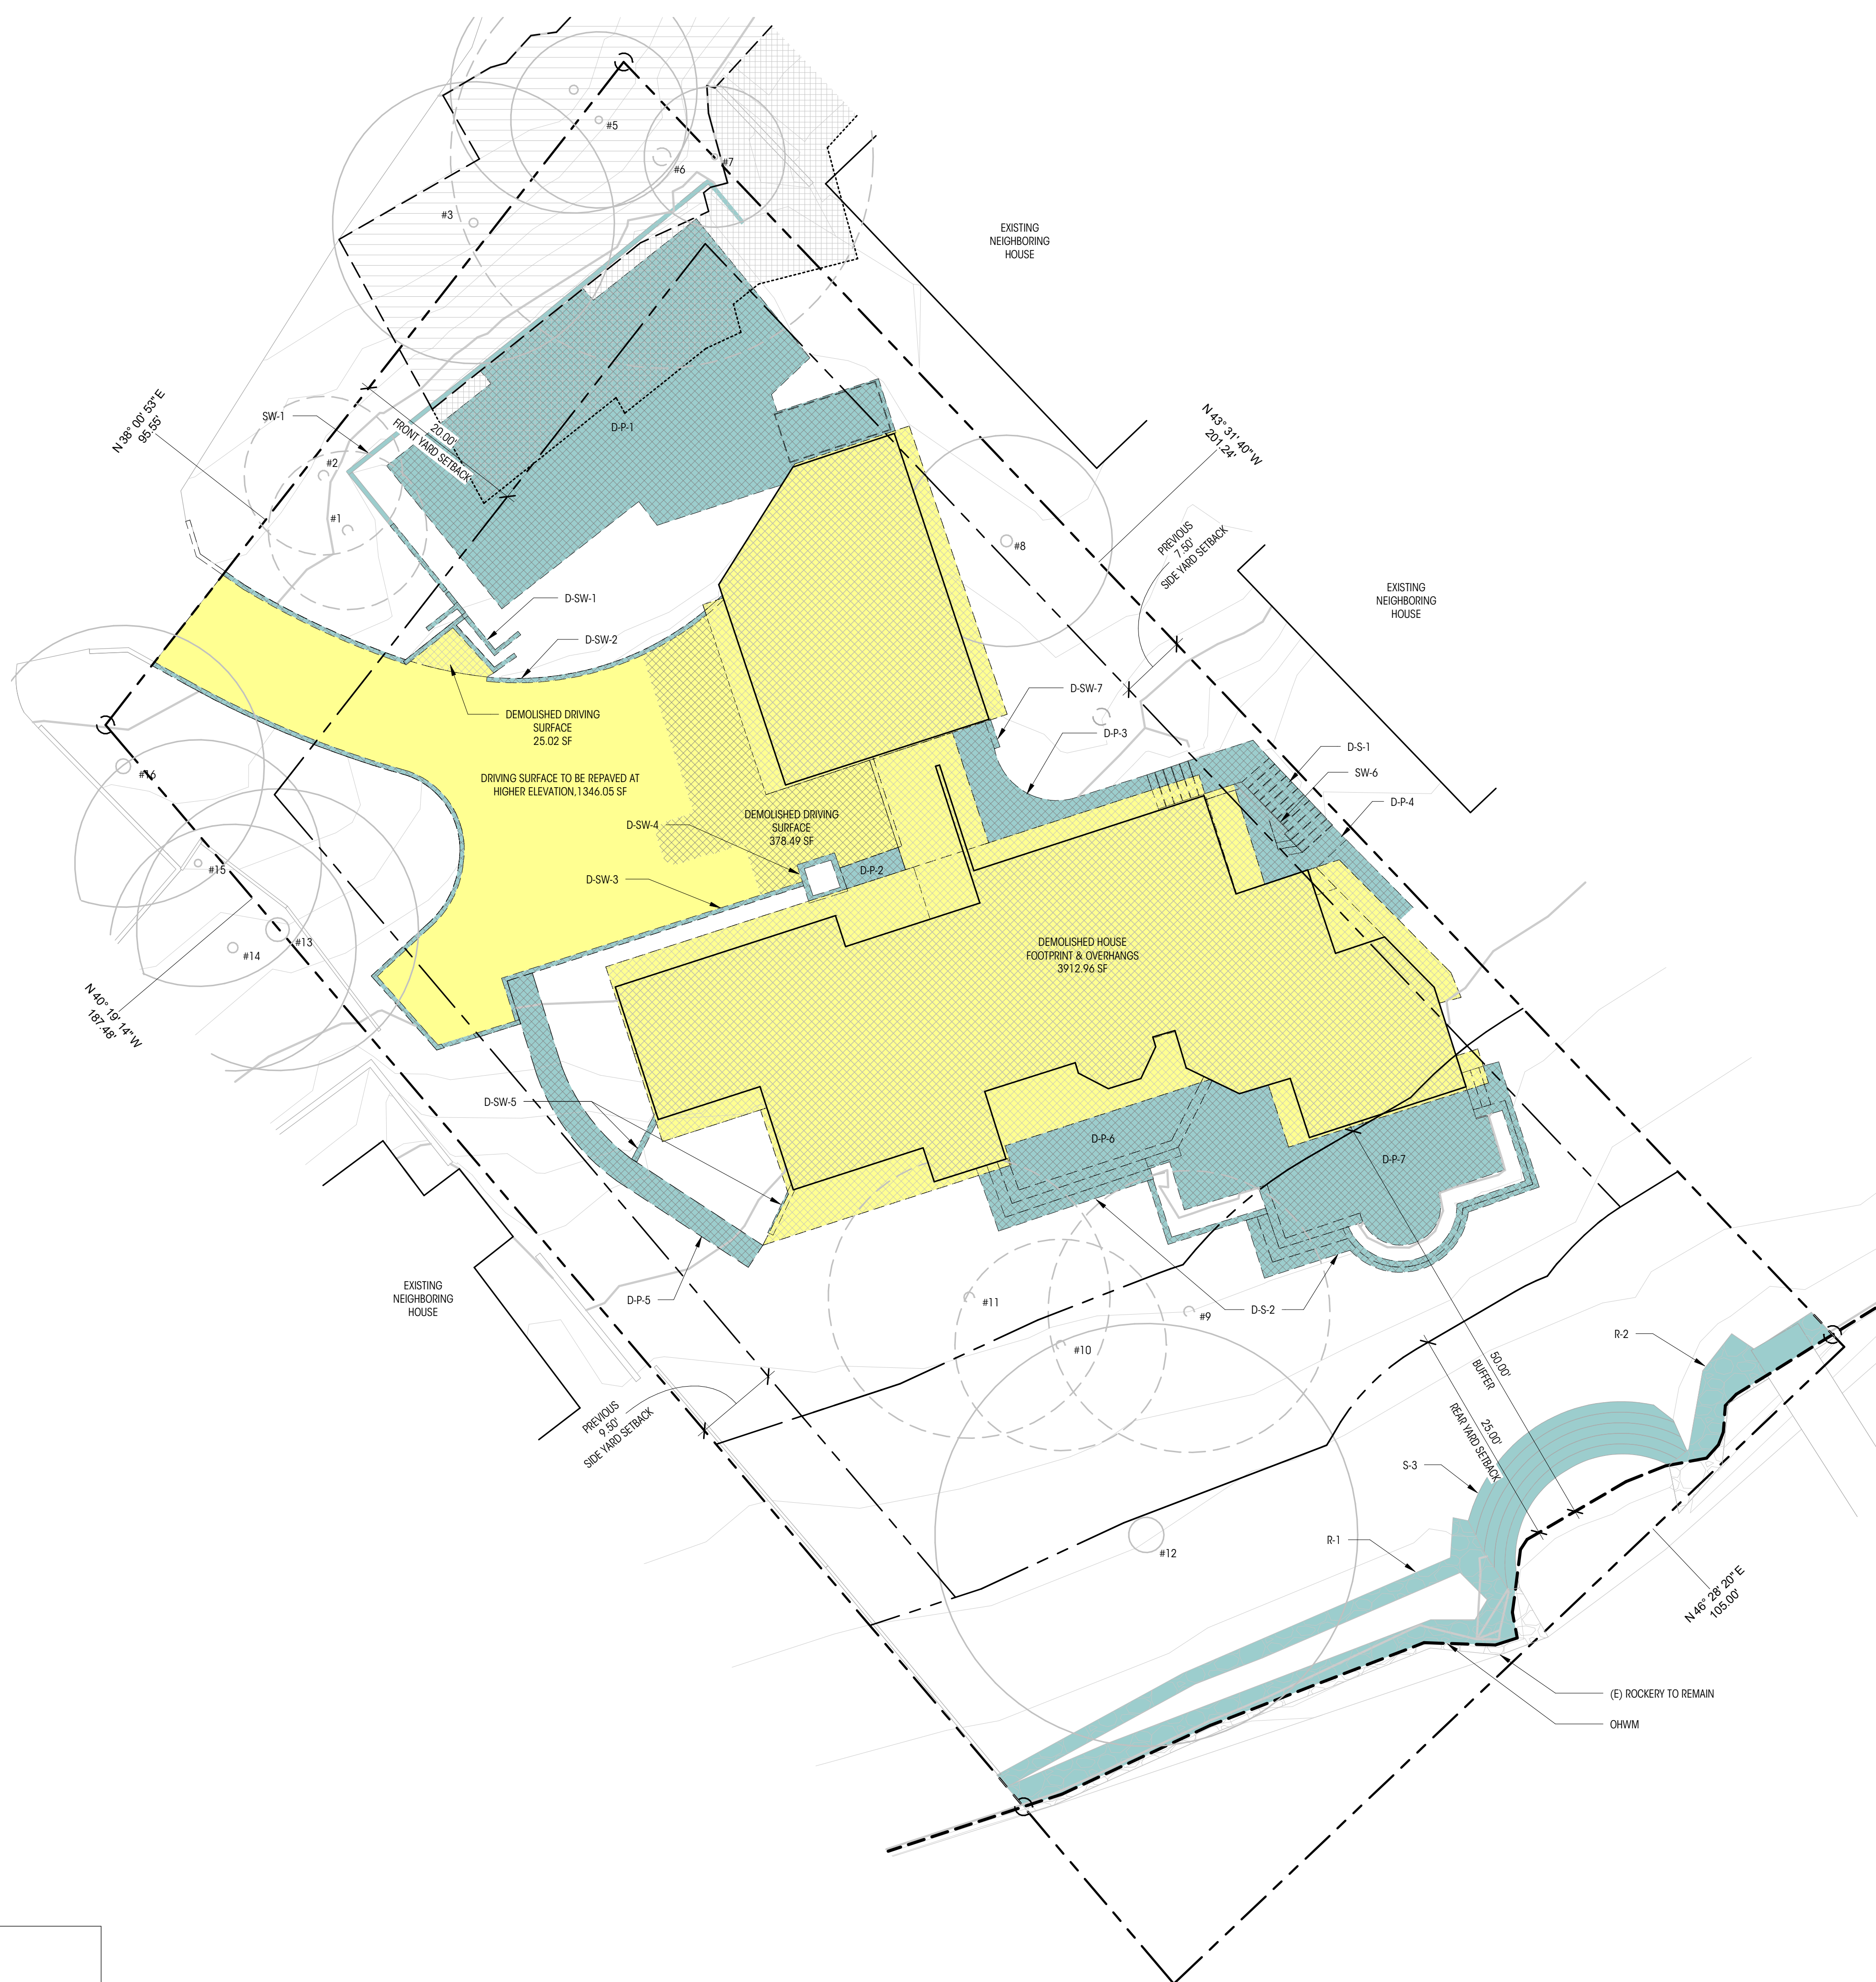 #5
#7
#6
#3
EXISTING
NEIGHBORING
HOUSE
N 38° 00' 53" E
95.55'
SW-1
20.00'
FRONT YARD SETBACK
D-P-1
N 43° 31' 40" W
201.24'
#2
#1
#8
PREVIOUS
7.50'
SIDE YARD SETBACK
EXISTING
NEIGHBORING
HOUSE
D-SW-1
D-SW-2
D-SW-7
DEMOLISHED DRIVING
SURFACE
25.02 SF
D-P-3
D-S-1
SW-6
D-P-4
#16
DRIVING SURFACE TO BE REPAVED AT
HIGHER ELEVATION,1346.05 SF
DEMOLISHED DRIVING
SURFACE
378.49 SF
D-SW-4
D-P-2
#15
D-SW-3
#13
#14
DEMOLISHED HOUSE
FOOTPRINT & OVERHANGS
3912.96 SF
N 40° 19' 14" W
187.48'
D-SW-5
D-P-6
D-P-7
EXISTING
NEIGHBORING
HOUSE
D-P-5
#11
#9
D-S-2
#10
R-2
50.00'
BUFFER
25.00'
REAR YARD SETBACK
PREVIOUS
9.50'
SIDE YARD SETBACK
S-3
R-1
#12
N 46° 28' 20" E
105.00'
(E) ROCKERY TO REMAIN
OHWM